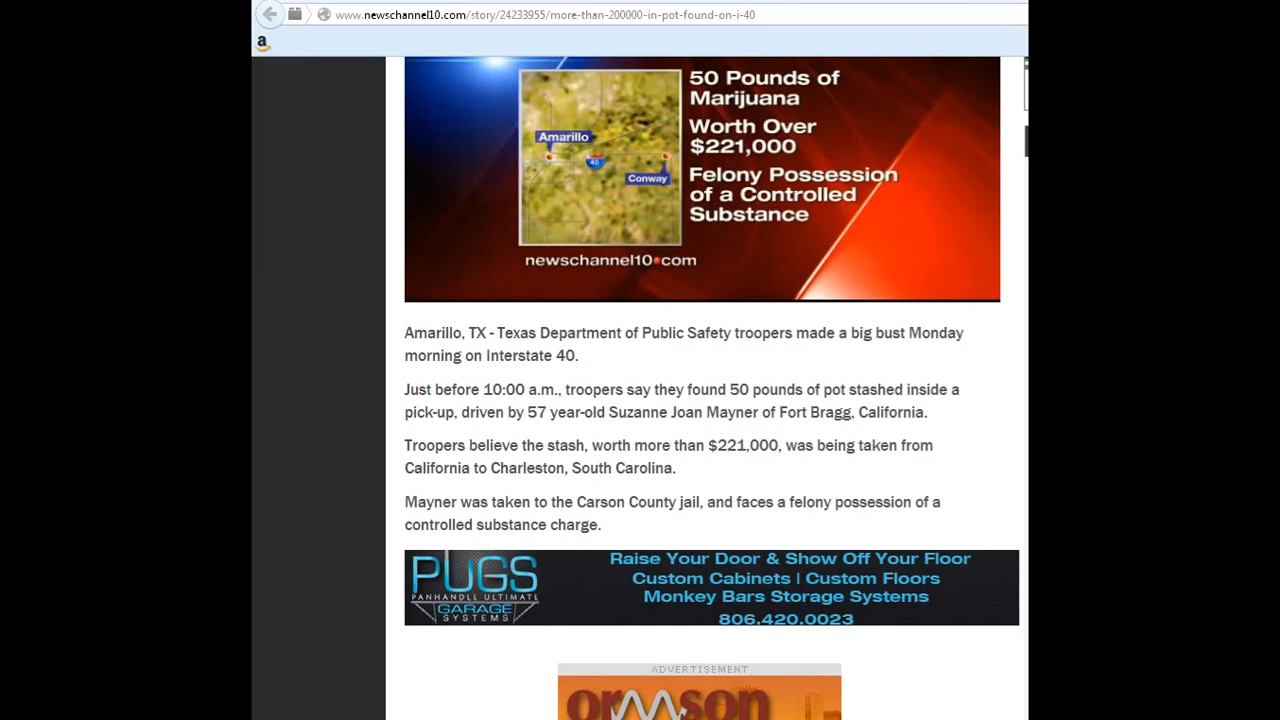 www.newschannel10.com/story/24233955/more-than-200000-in-pot-found-on-i-40
a
50 Pounds of
Marijuana
Worth Over
$221,000
Felony Possession
of a Controlled
Substance
Amarillo
40
Conway
newschannel10.com
Amarillo, TX - Texas Department of Public Safety troopers made a big bust Monday
morning on Interstate 40.
Just before 10:00 a.m., troopers say they found 50 pounds of pot stashed inside a
pick-up, driven by 57 year-old Suzanne Joan Mayner of Fort Bragg, California.
Troopers believe the stash, worth more than $221,000, was being taken from
California to Charleston, South Carolina.
Mayner was taken to the Carson County jail, and faces a felony possession of a
controlled substance charge.
PUGS
PANHANDLE ULTIMATE
GARAGE
SYSTEMS
Raise Your Door & Show Off Your Floor
Custom Cabinets | Custom Floors
Monkey Bars Storage Systems
806.420.0023
ADVERTISEMENT